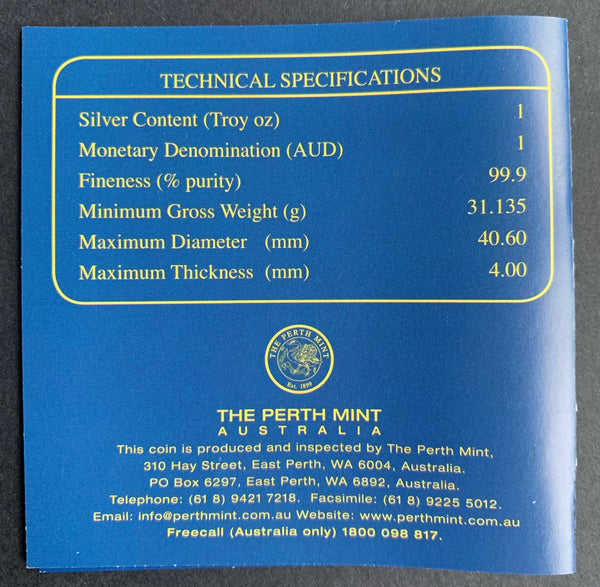 TECHNICAL SPECIFICATIONS
Silver Content (Troy oz) 1
Monetary Denomination (AUD) 1
Fineness (% purity) 99.9
Minimum Gross Weight (g) 31.135
Maximum Diameter (mm) 40.60
Maximum Thickness (mm) 4.00
THE PERTH MINT
Est. 1899
THE PERTH MINT
AUSTRALIA
This coin is produced and inspected by The Perth Mint,
310 Hay Street, East Perth, WA 6004, Australia.
PO Box 6297, East Perth, WA 6892, Australia.
Telephone: (61 8) 9421 7218. Facsimile: (61 8) 9225 5012.
Email: info@perthmint.com.au Website: www.perthmint.com.au
Freecall (Australia only) 1800 098 817.